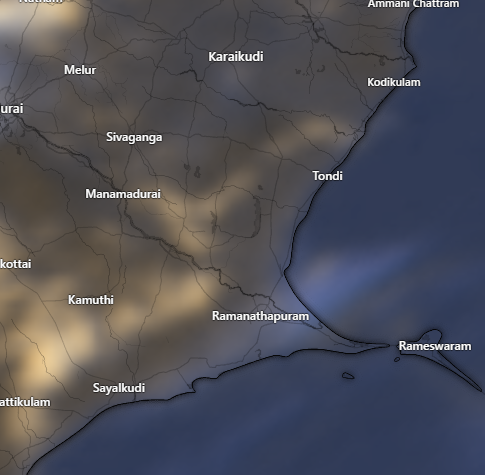 Ammani Chattram
Karaikudi
Melur
Kodikulam
urai
Sivaganga
Tondi
Manamadurai
kottai
Kamuthi
Ramanathapuram
Rameswaram
Sayalkudi
attikulam